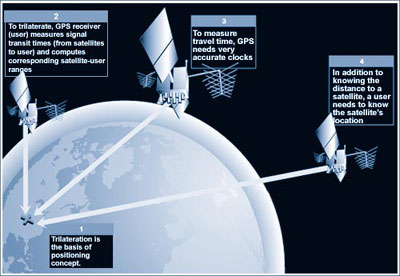 2
To trilaterate, GPS receiver
(user) measures signal
transit times (from satellites
to user) and computes
corresponding satellite-user
ranges
3
To measure
travel time, GPS
needs very
accurate clocks
4
In addition to
knowing the
distance to a
satellite, a user
needs to know
the satellite's
location
1
Trilateration is
the basis of
positioning
concept.